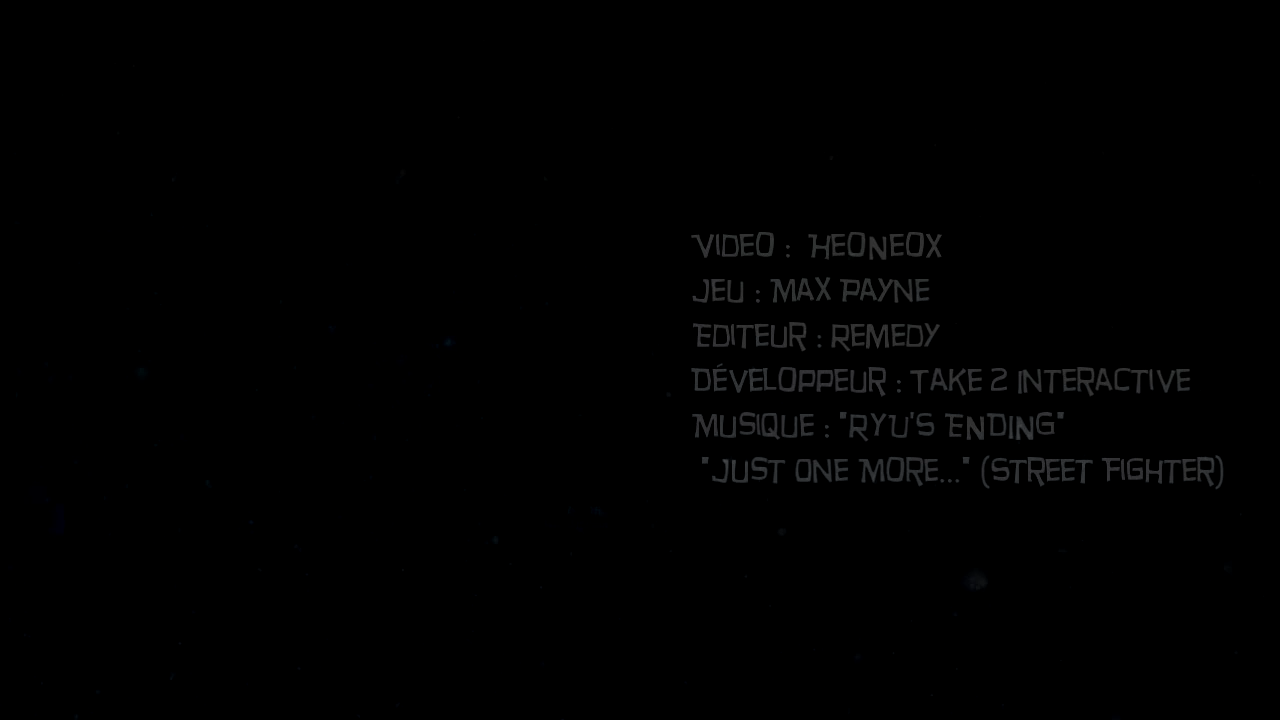 VIDEO : HEONEOX
JEU : MAX PAYNE
EDITEUR : REMEDY
DÉVELOPPEUR : TAKE 2 INTERACTIVE
MUSIQUE : "RYU'S ENDING"
"JUST ONE MORE..." (STREET FIGHTER)